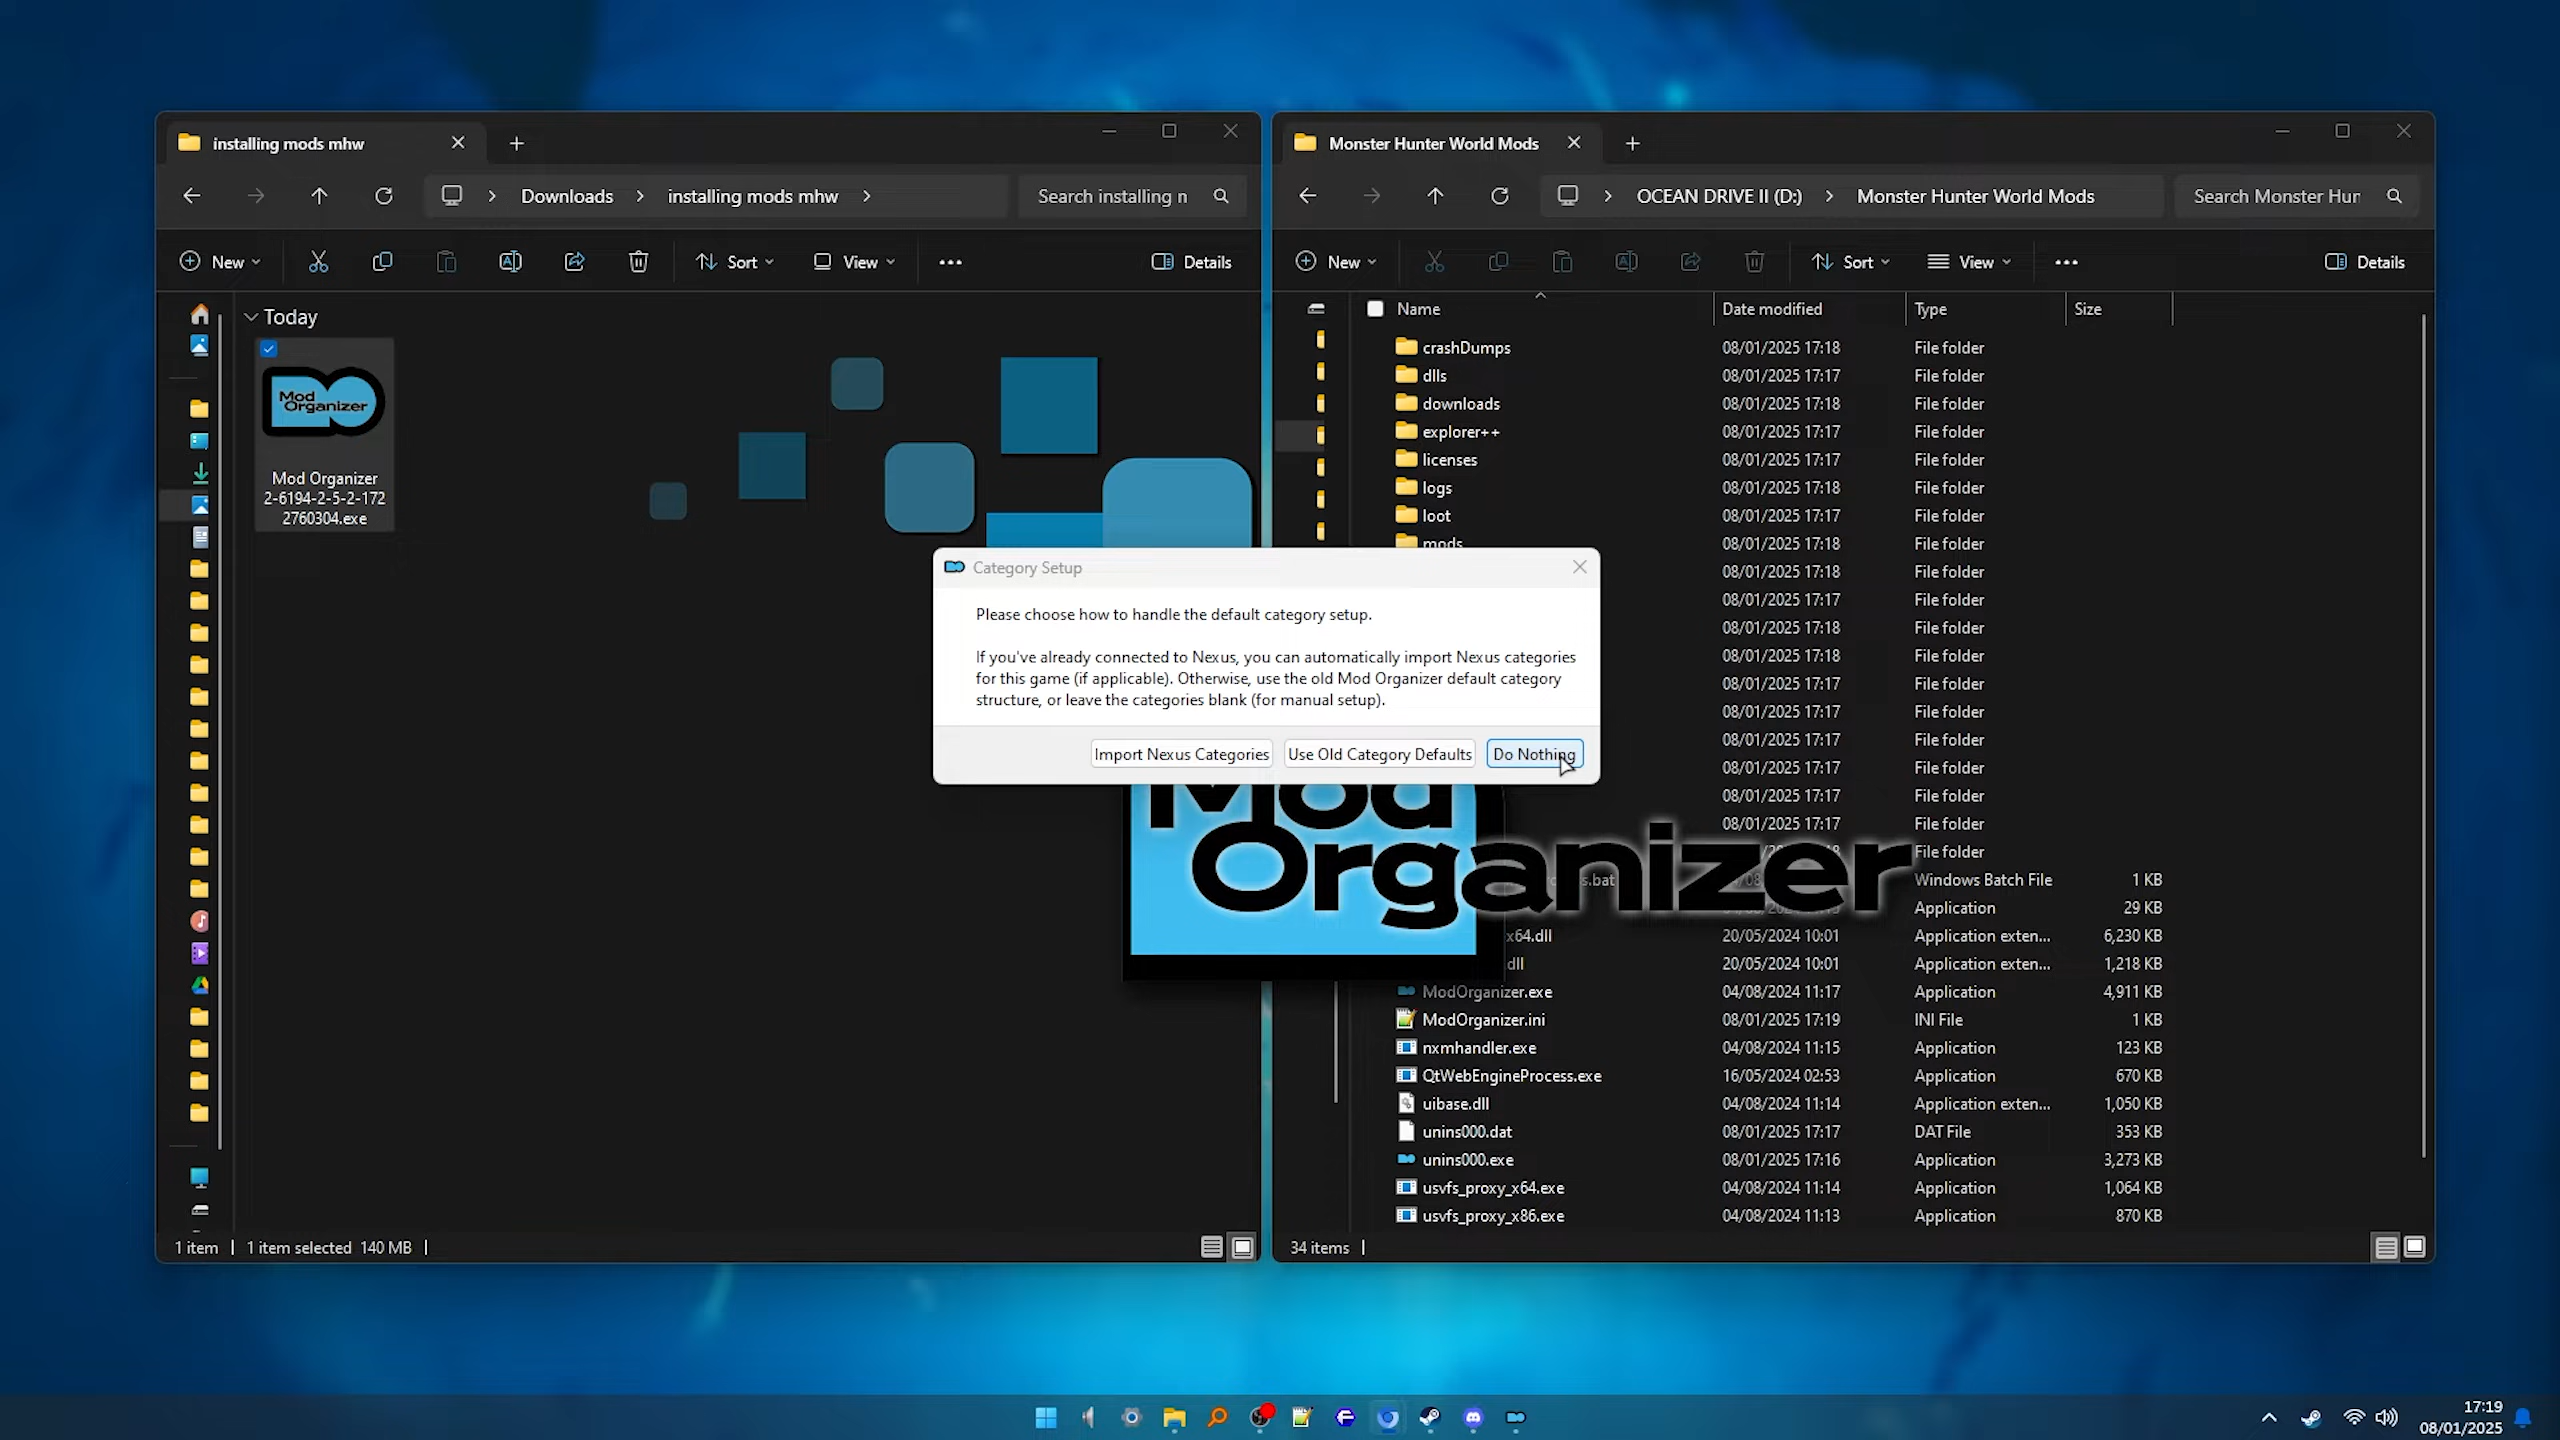 installing mods mhw
Downloads
installing mods mhw
Search installing n
New
Sort
View
Details
Today
Mod
Organizer
Mod Organizer
2-6194-2-5-2-172
2760304.exe
1 item
1 item selected 140 MB
Monster Hunter World Mods
OCEAN DRIVE II (D:)
Monster Hunter World Mods
Search Monster Hun
New
Sort
View
Details
Name Date modified Type Size
crashDumps 08/01/2025 17:18 File folder
dlls 08/01/2025 17:17 File folder
downloads 08/01/2025 17:18 File folder
explorer++ 08/01/2025 17:17 File folder
licenses 08/01/2025 17:17 File folder
logs 08/01/2025 17:18 File folder
loot 08/01/2025 17:17 File folder
mods 08/01/2025 17:18 File folder
08/01/2025 17:18 File folder
08/01/2025 17:17 File folder
08/01/2025 17:18 File folder
08/01/2025 17:18 File folder
08/01/2025 17:17 File folder
08/01/2025 17:17 File folder
08/01/2025 17:17 File folder
08/01/2025 17:17 File folder
08/01/2025 17:17 File folder
08/01/2025 17:17 File folder
File folder
s.bat Windows Batch File 1 KB
Application 29 KB
x64.dll 20/05/2024 10:01 Application exten... 6,230 KB
dll 20/05/2024 10:01 Application exten... 1,218 KB
ModOrganizer.exe 04/08/2024 11:17 Application 4,911 KB
ModOrganizer.ini 08/01/2025 17:19 INI File 1 KB
nxmhandler.exe 04/08/2024 11:15 Application 123 KB
QtWebEngineProcess.exe 16/05/2024 02:53 Application 670 KB
uibase.dll 04/08/2024 11:14 Application exten... 1,050 KB
unins000.dat 08/01/2025 17:17 DAT File 353 KB
unins000.exe 08/01/2025 17:16 Application 3,273 KB
usvfs_proxy_x64.exe 04/08/2024 11:14 Application 1,064 KB
usvfs_proxy_x86.exe 04/08/2024 11:13 Application 870 KB
34 items
Category Setup
Please choose how to handle the default category setup.
If you've already connected to Nexus, you can automatically import Nexus categories
for this game (if applicable). Otherwise, use the old Mod Organizer default category
structure, or leave the categories blank (for manual setup).
Import Nexus Categories
Use Old Category Defaults
Do Nothing
Mod
Organizer
17:19
08/01/2025